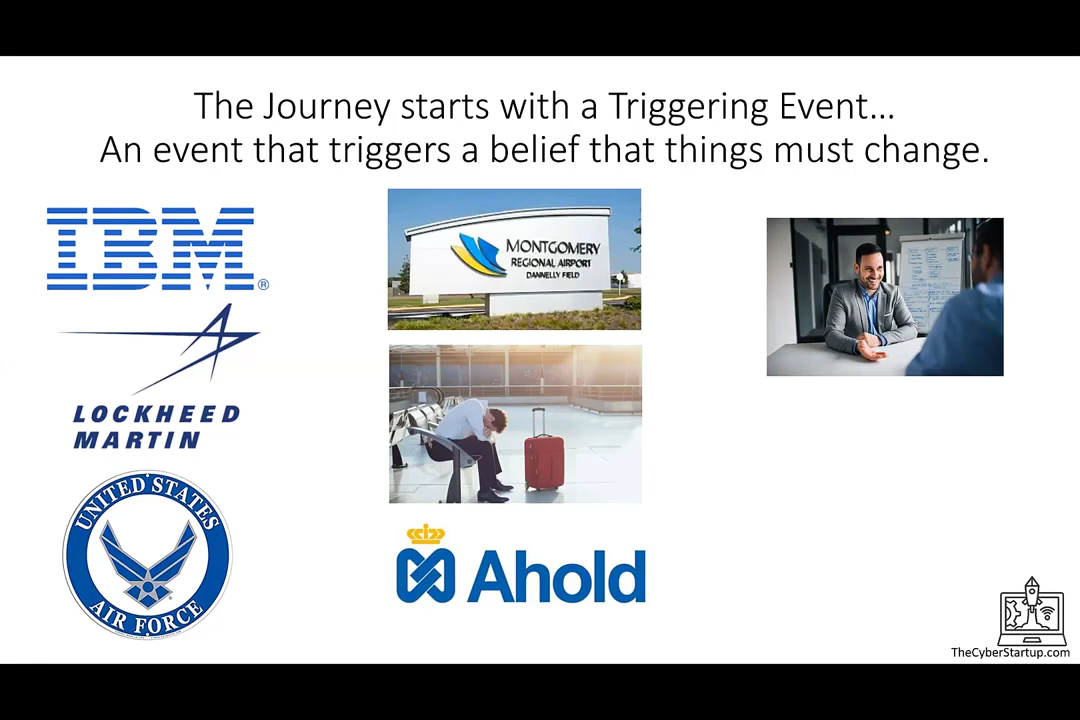 The Journey starts with a Triggering Event...
An event that triggers a belief that things must change.
IBM®
LOCKHEED
MARTIN
UNITED STATES
AIR FORCE
MONTGOMERY
REGIONAL AIRPORT
DANNELLY FIELD
Ahold
TheCyberStartup.com